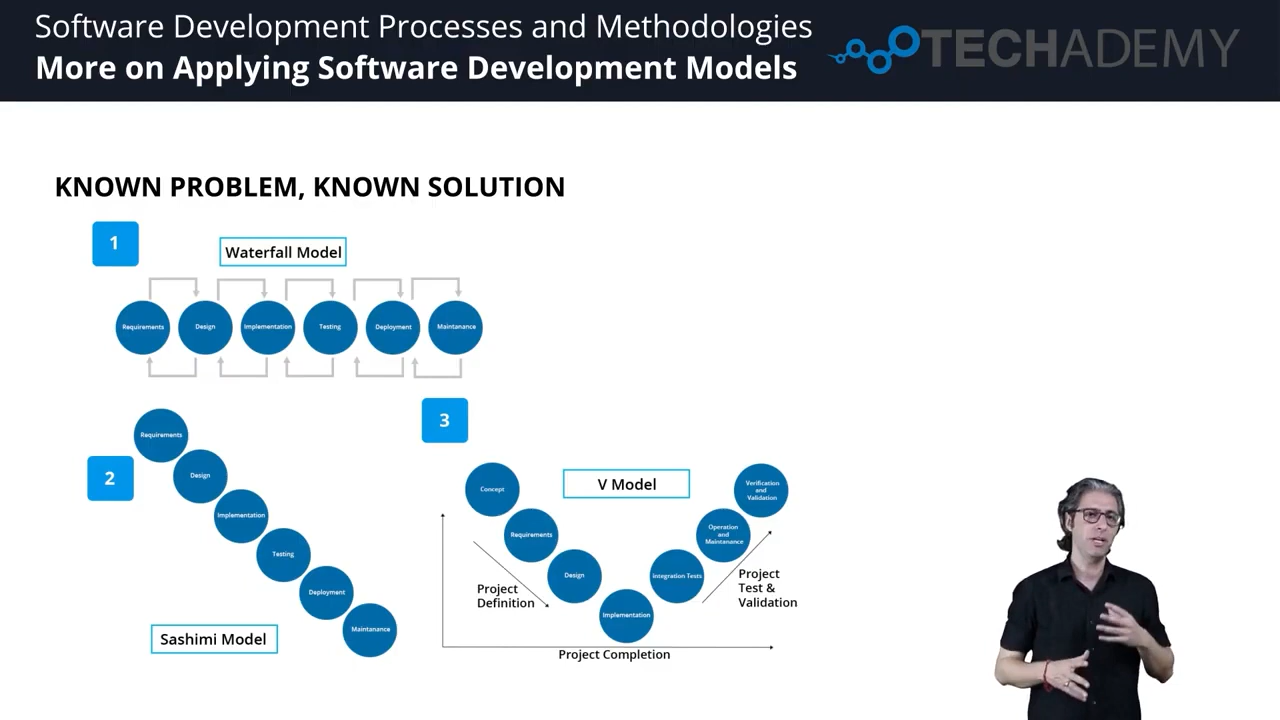 Software Development Processes and Methodologies
More on Applying Software Development Models
TECHADEMY
KNOWN PROBLEM, KNOWN SOLUTION
1
Waterfall Model
Requirements
Design
Implementation
Testing
Deployment
Maintanance
2
Requirements
Design
Implementation
Testing
Deployment
Maintanance
Sashimi Model
3
V Model
Concept
Requirements
Design
Implementation
Integration Tests
Operation
and
Maintanance
Verification
and
Validation
Project
Definition
Project
Test &
Validation
Project Completion